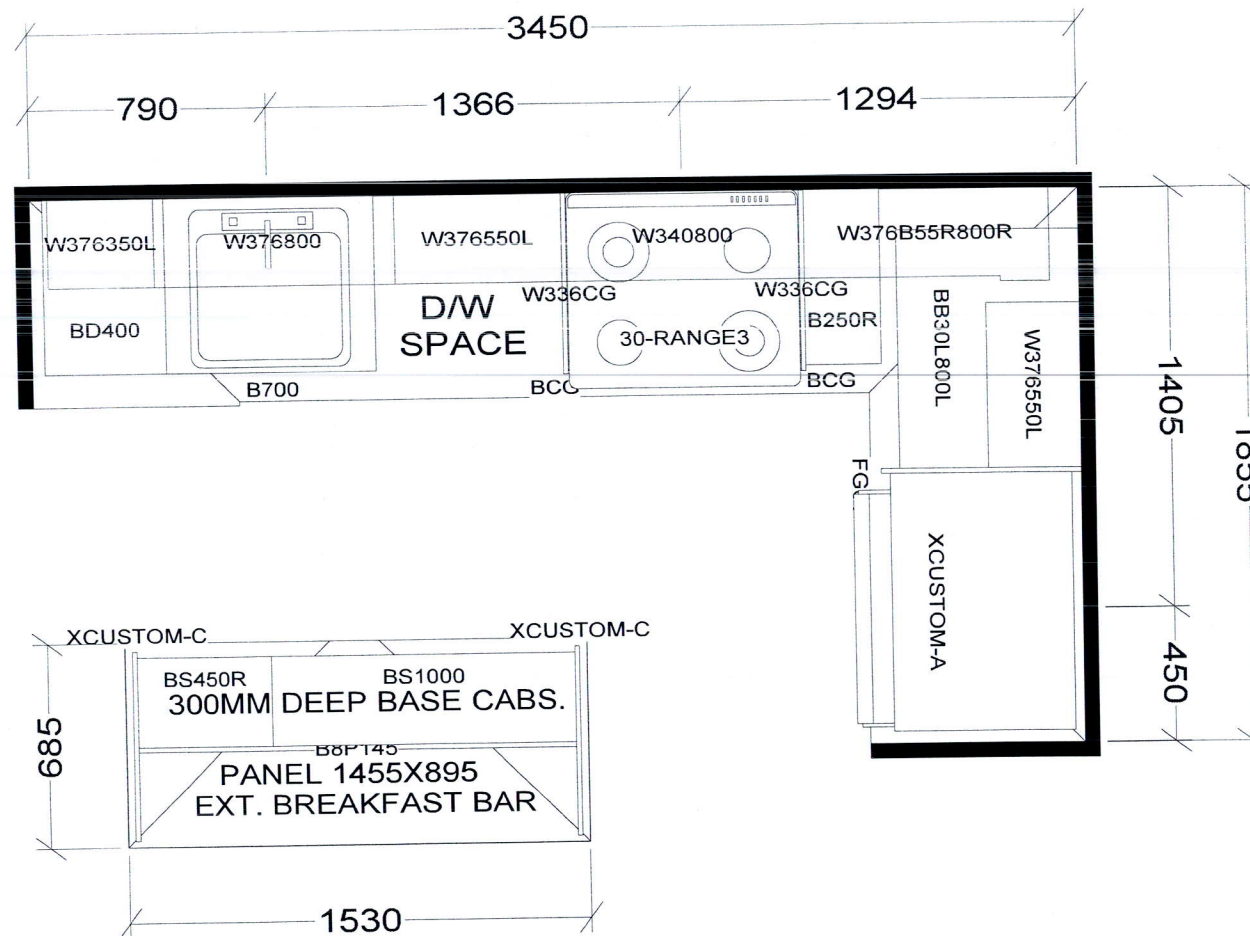 3450
790
1366
1294
W376350L
W376800
W376550L
W340800
W376B55R800R
W336CG
W336CG
D/W
SPACE
BD400
30-RANGE3
B250R
BB30L800L
W376550L
B700
BCG
BCG
1405
1855
FG
XCUSTOM-A
450
XCUSTOM-C
XCUSTOM-C
BS450R
BS1000
300MM DEEP BASE CABS.
685
B8P145
PANEL 1455X895
EXT. BREAKFAST BAR
1530